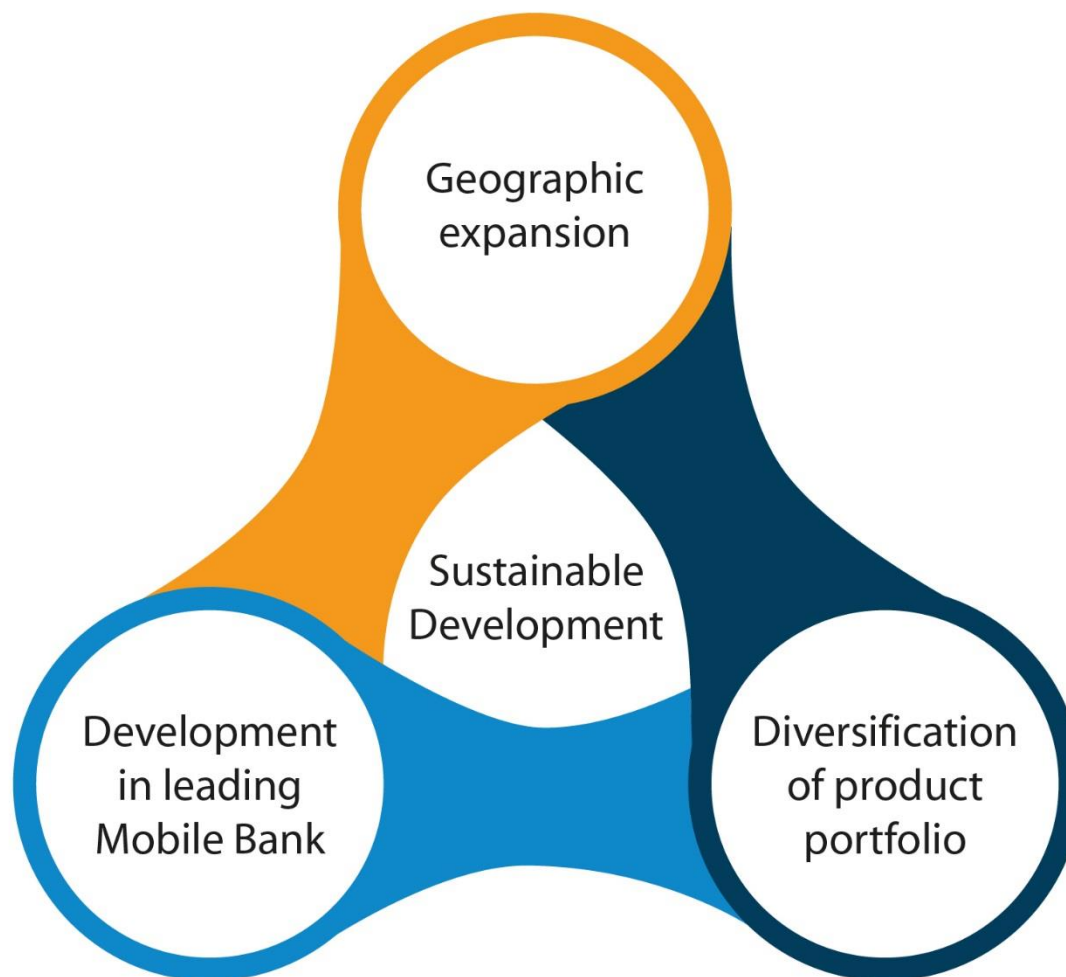 Geographic
expansion
Sustainable
Development
Development
in leading
Mobile Bank
Diversification
of product
portfolio